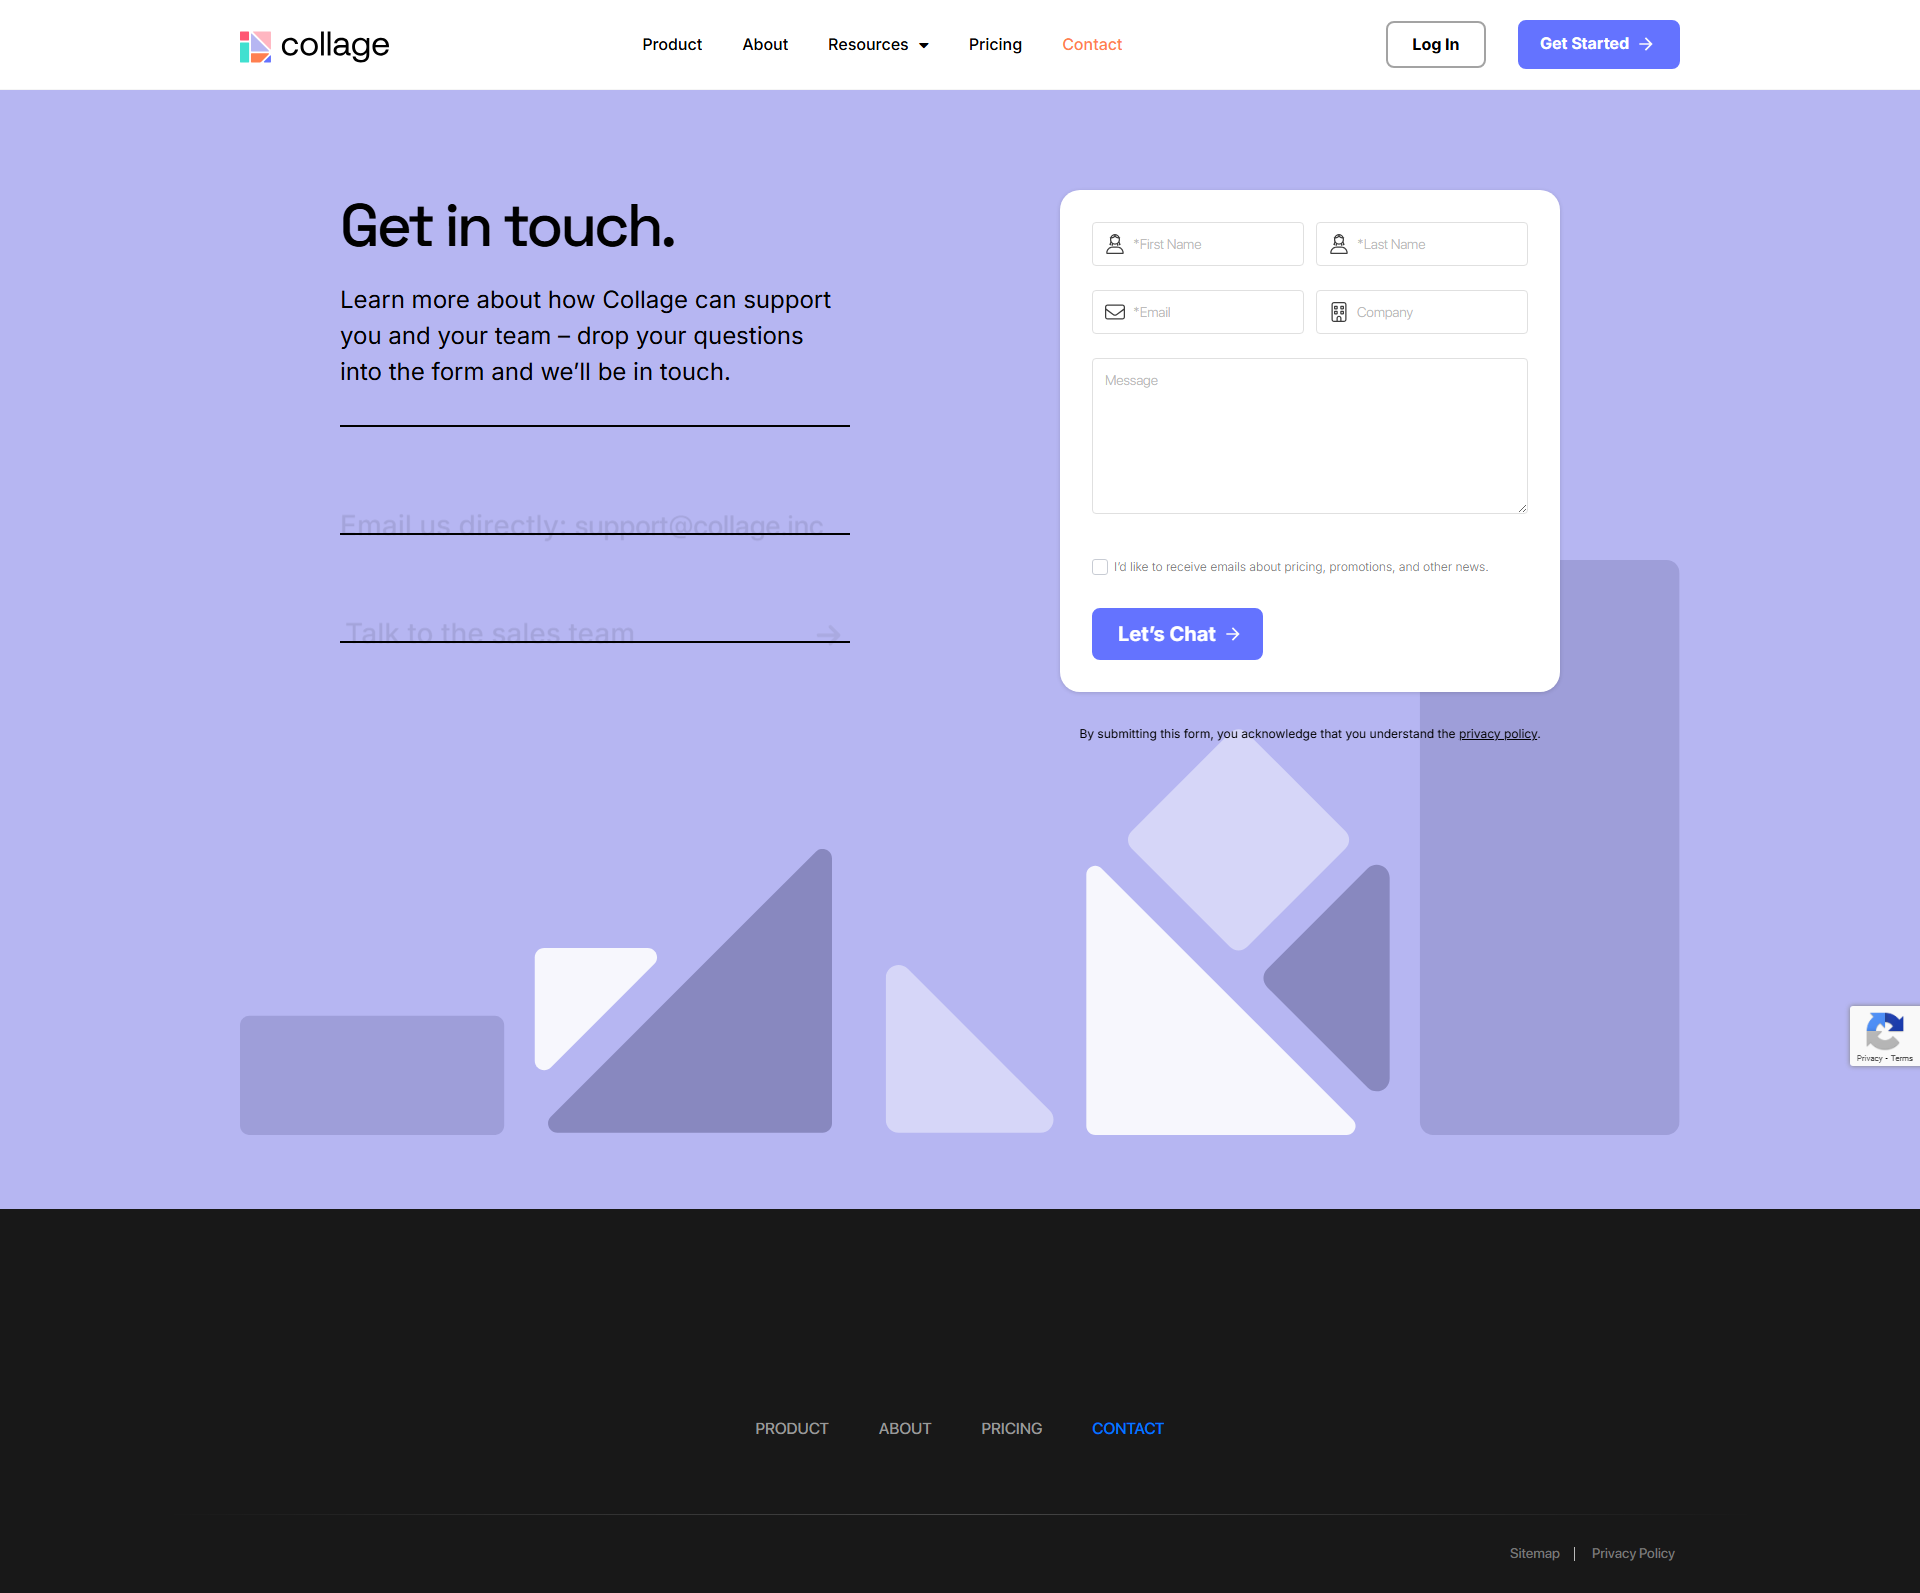 collage
Product
About
Resources
Pricing
Contact
Log In
Get Started
Get in touch.
Learn more about how Collage can support
you and your team – drop your questions
into the form and we’ll be in touch.
Email us directly: support@collage.inc
Talk to the sales team
*First Name
*Last Name
*Email
Company
Message
I’d like to receive emails about pricing, promotions, and other news.
Let’s Chat
By submitting this form, you acknowledge that you understand the privacy policy.
Privacy - Terms
PRODUCT
ABOUT
PRICING
CONTACT
Sitemap
Privacy Policy